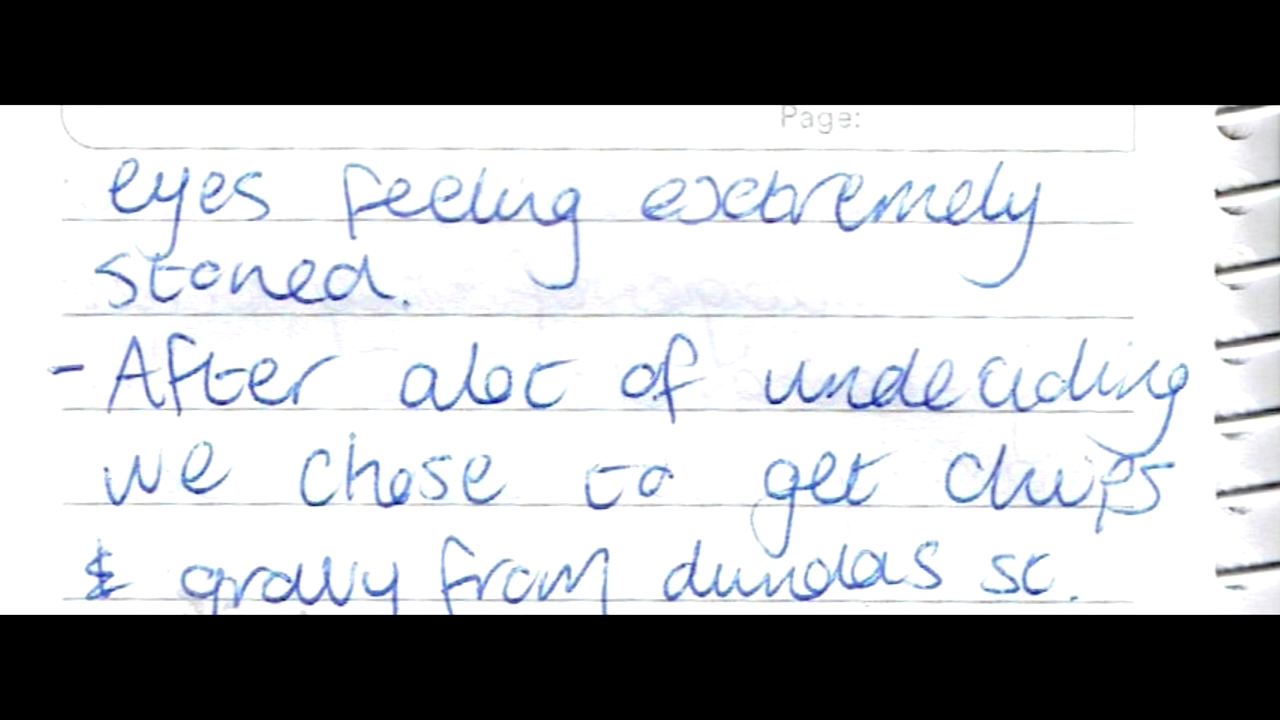 Page:
eyes feeling extremely
stoned.
- After alot of undeciding
we chose to get chips
& gravy from dundas st.